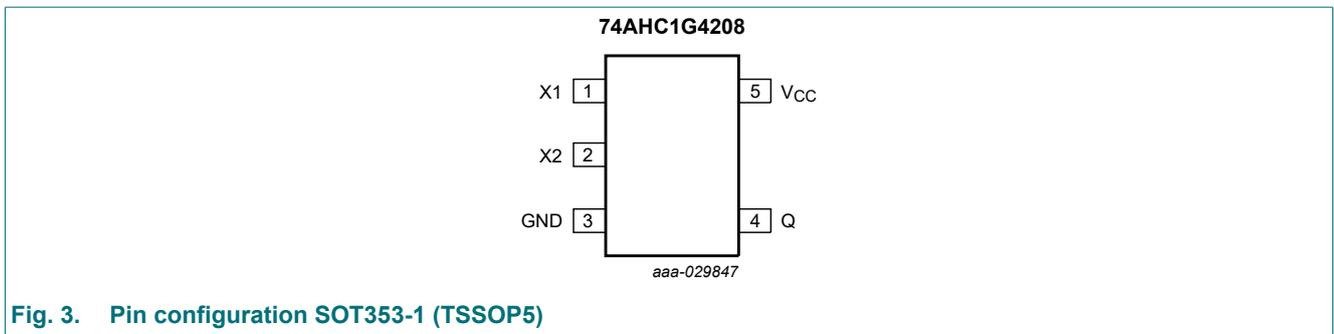 74AHC1G4208
X1 1 5 VCC
X2 2
GND 3 4 Q
aaa-029847
Fig. 3. Pin configuration SOT353-1 (TSSOP5)